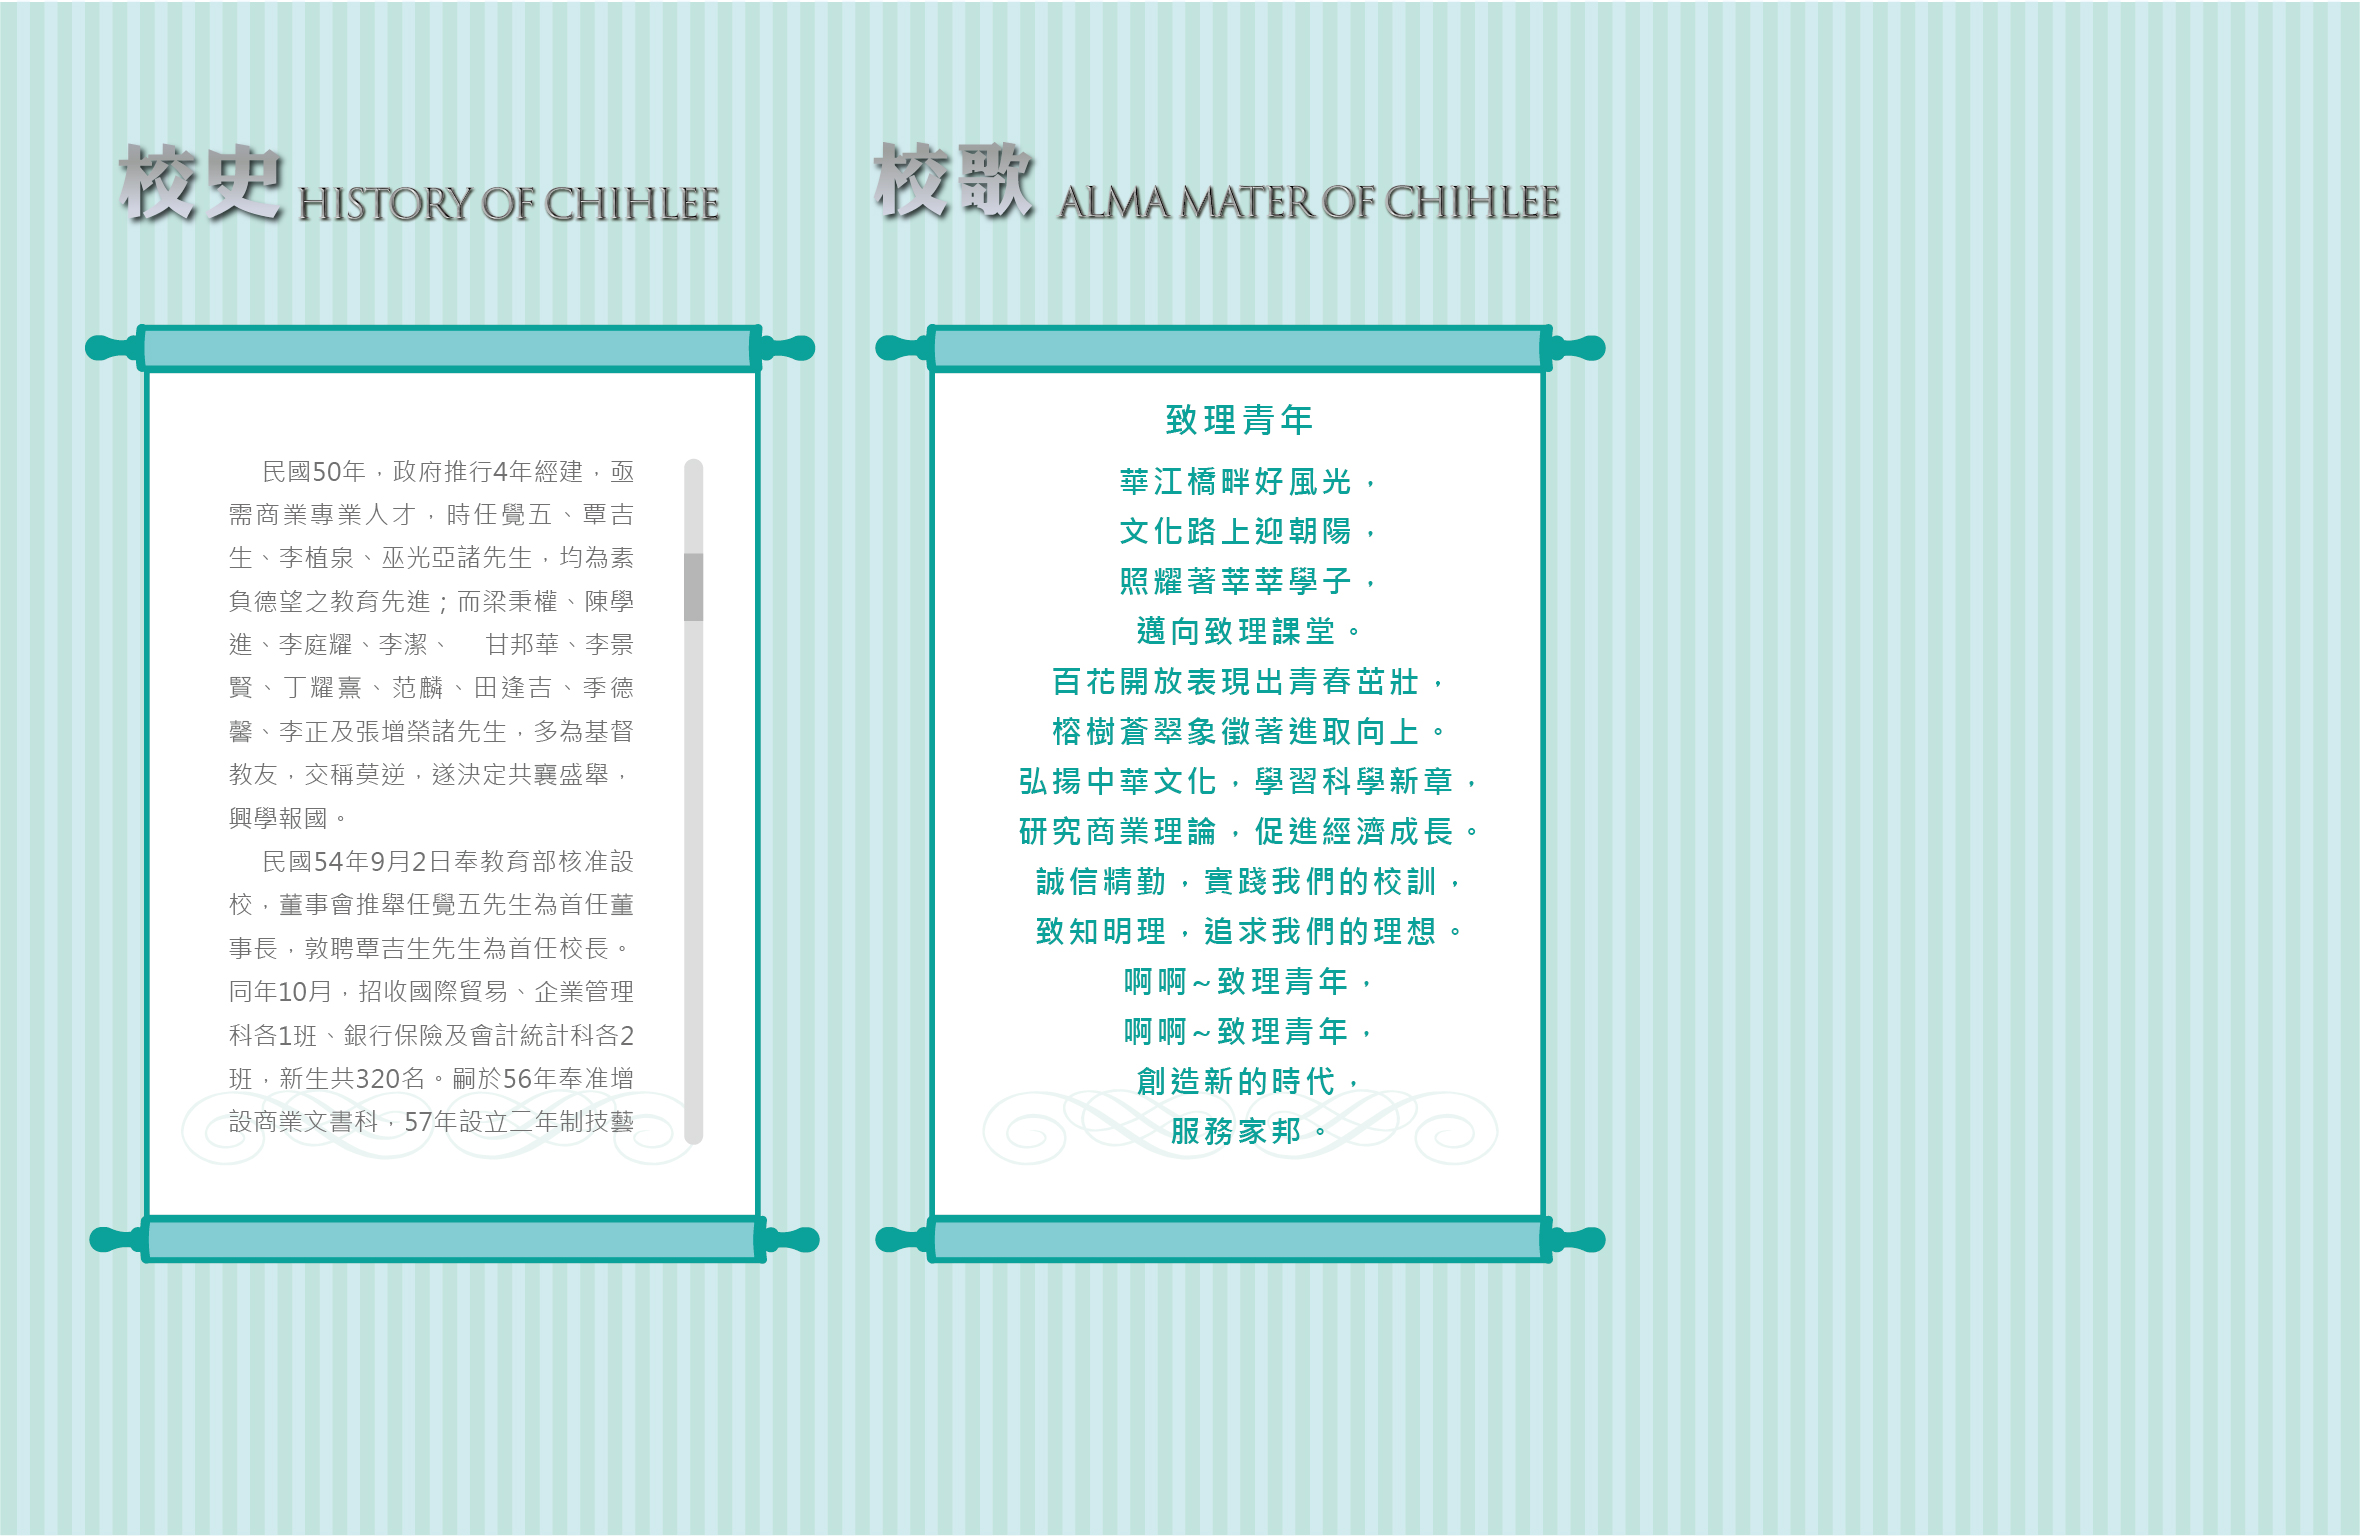 校史 HISTORY OF CHIHLEE
民國50年，政府推行4年經建，亟
需商業專業人才，時任覺五、覃吉
生、李植泉、巫光亞諸先生，均為素
負德望之教育先進；而梁秉權、陳學
進、李庭耀、李潔、　甘邦華、李景
賢、丁耀熹、范麟、田逢吉、季德
馨、李正及張增榮諸先生，多為基督
教友，交稱莫逆，遂決定共襄盛舉，
興學報國。
民國54年9月2日奉教育部核准設
校，董事會推舉任覺五先生為首任董
事長，敦聘覃吉生先生為首任校長。
同年10月，招收國際貿易、企業管理
科各1班、銀行保險及會計統計科各2
班，新生共320名。嗣於56年奉准增
設商業文書科，57年設立二年制技藝
校歌 ALMA MATER OF CHIHLEE
致理青年
華江橋畔好風光，
文化路上迎朝陽，
照耀著莘莘學子，
邁向致理課堂。
百花開放表現出青春茁壯，
榕樹蒼翠象徵著進取向上。
弘揚中華文化，學習科學新章，
研究商業理論，促進經濟成長。
誠信精勤，實踐我們的校訓，
致知明理，追求我們的理想。
啊啊~致理青年，
啊啊~致理青年，
創造新的時代，
服務家邦。